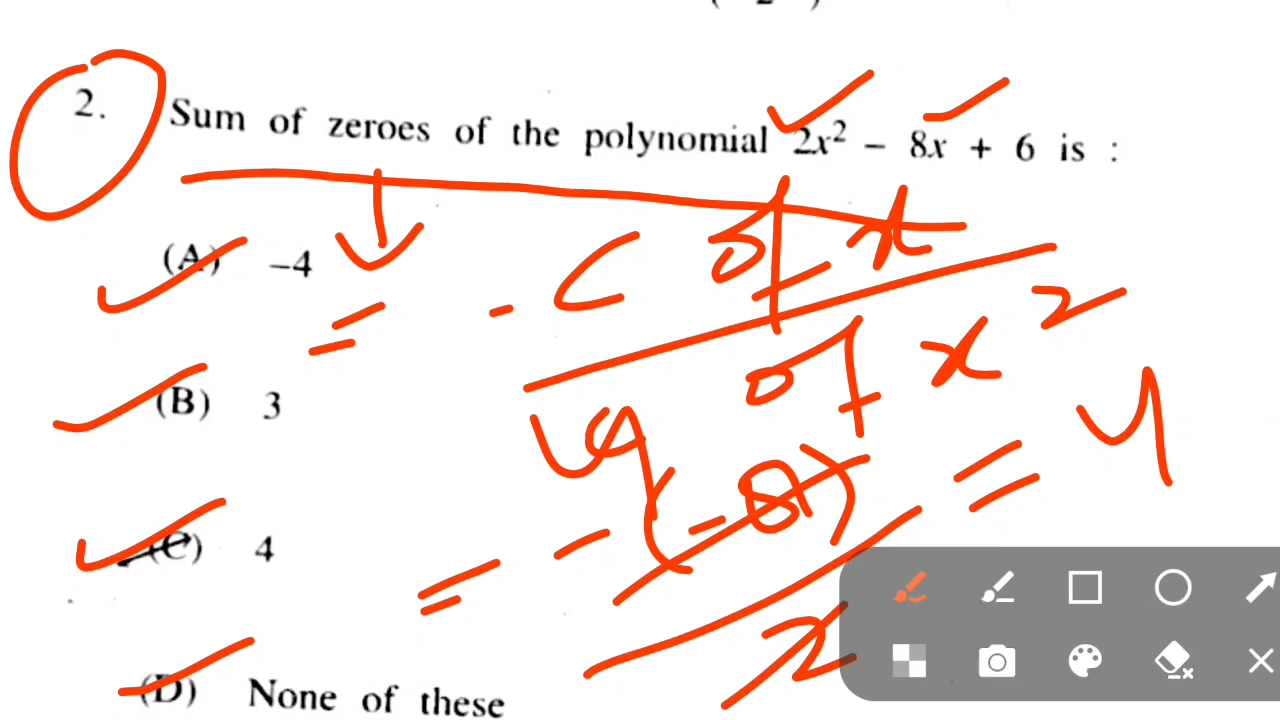 2. Sum of zeroes of the polynomial 2x² - 8x + 6 is :
(A) -4
= - C of x
of x²
(B) 3
4
= - (-8) = 4
2
(C) 4
(D) None of these